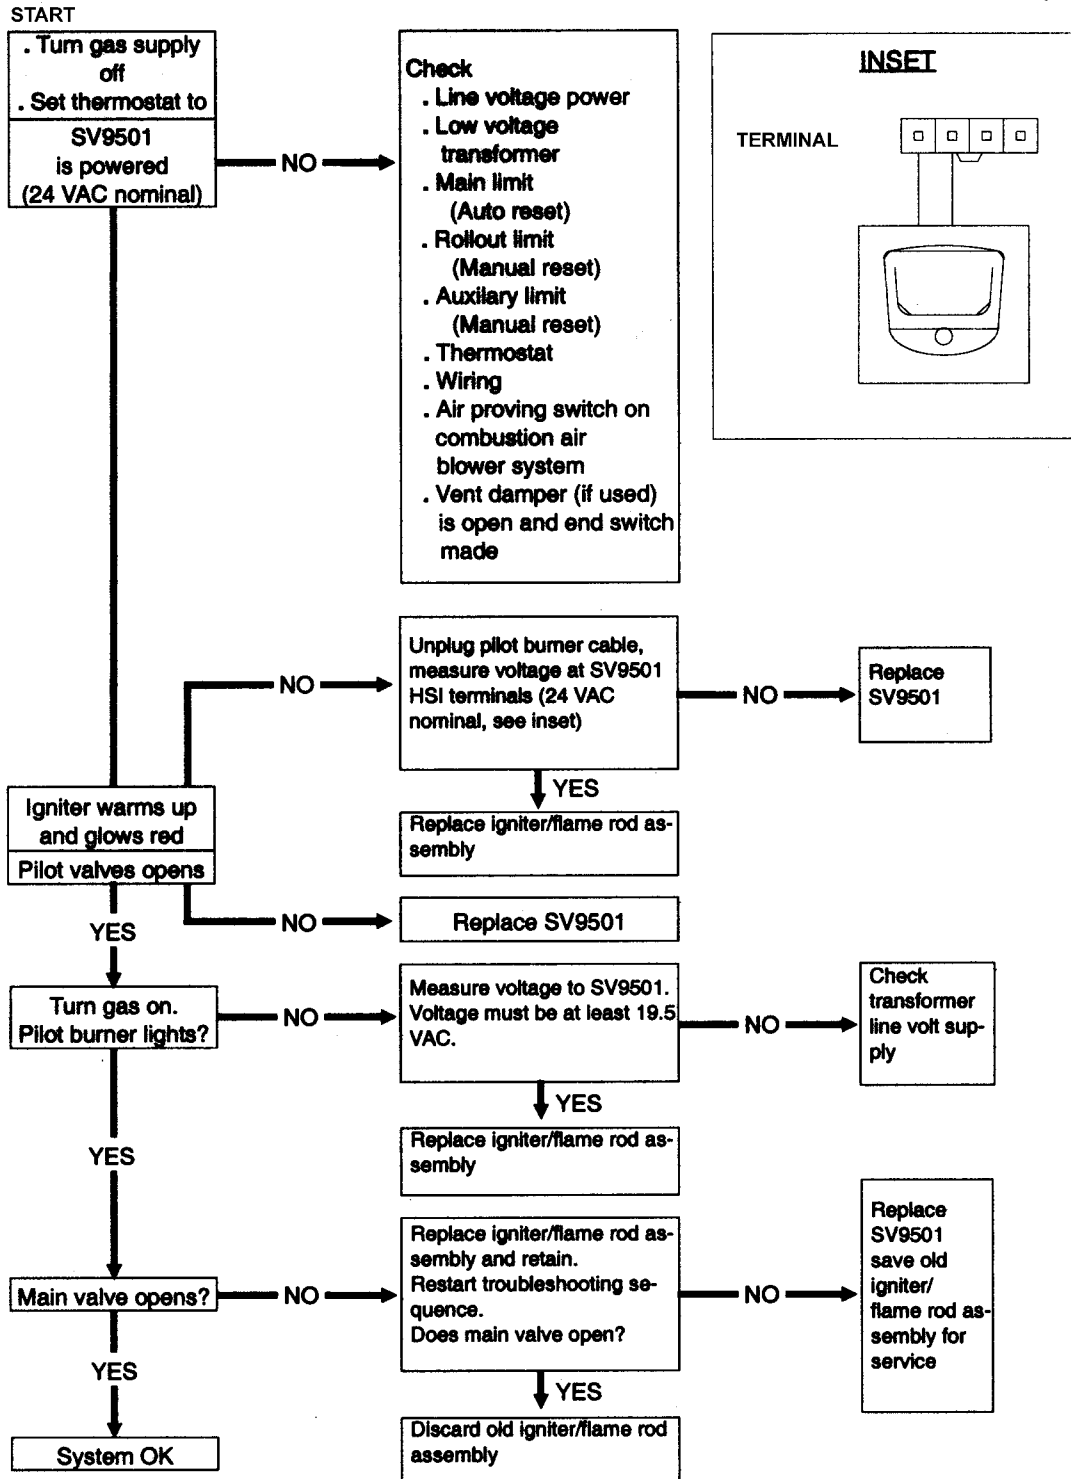 START
. Turn gas supply
off
. Set thermostat to
SV9501
is powered
(24 VAC nominal)
NO
Check
. Line voltage power
. Low voltage
transformer
. Main limit
(Auto reset)
. Rollout limit
(Manual reset)
. Auxilary limit
(Manual reset)
. Thermostat
. Wiring
. Air proving switch on
combustion air
blower system
. Vent damper (if used)
is open and end switch
made
INSET
TERMINAL
Igniter warms up
and glows red
Pilot valves opens
NO
Unplug pilot burner cable,
measure voltage at SV9501
HSI terminals (24 VAC
nominal, see inset)
NO
Replace
SV9501
YES
Replace igniter/flame rod as-
sembly
NO
Replace SV9501
YES
Turn gas on.
Pilot burner lights?
NO
Measure voltage to SV9501.
Voltage must be at least 19.5
VAC.
NO
Check
transformer
line volt sup-
ply
YES
Replace igniter/flame rod as-
sembly
YES
Main valve opens?
NO
Replace igniter/flame rod as-
sembly and retain.
Restart troubleshooting se-
quence.
Does main valve open?
NO
Replace
SV9501
save old
igniter/
flame rod as-
sembly for
service
YES
Discard old igniter/flame rod
assembly
YES
System OK